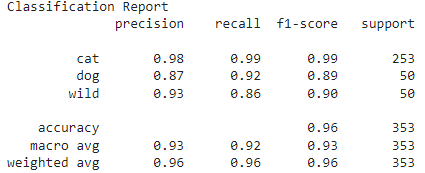 Classification Report
precision recall f1-score support
cat 0.98 0.99 0.99 253
dog 0.87 0.92 0.89 50
wild 0.93 0.86 0.90 50
accuracy 0.96 353
macro avg 0.93 0.92 0.93 353
weighted avg 0.96 0.96 0.96 353